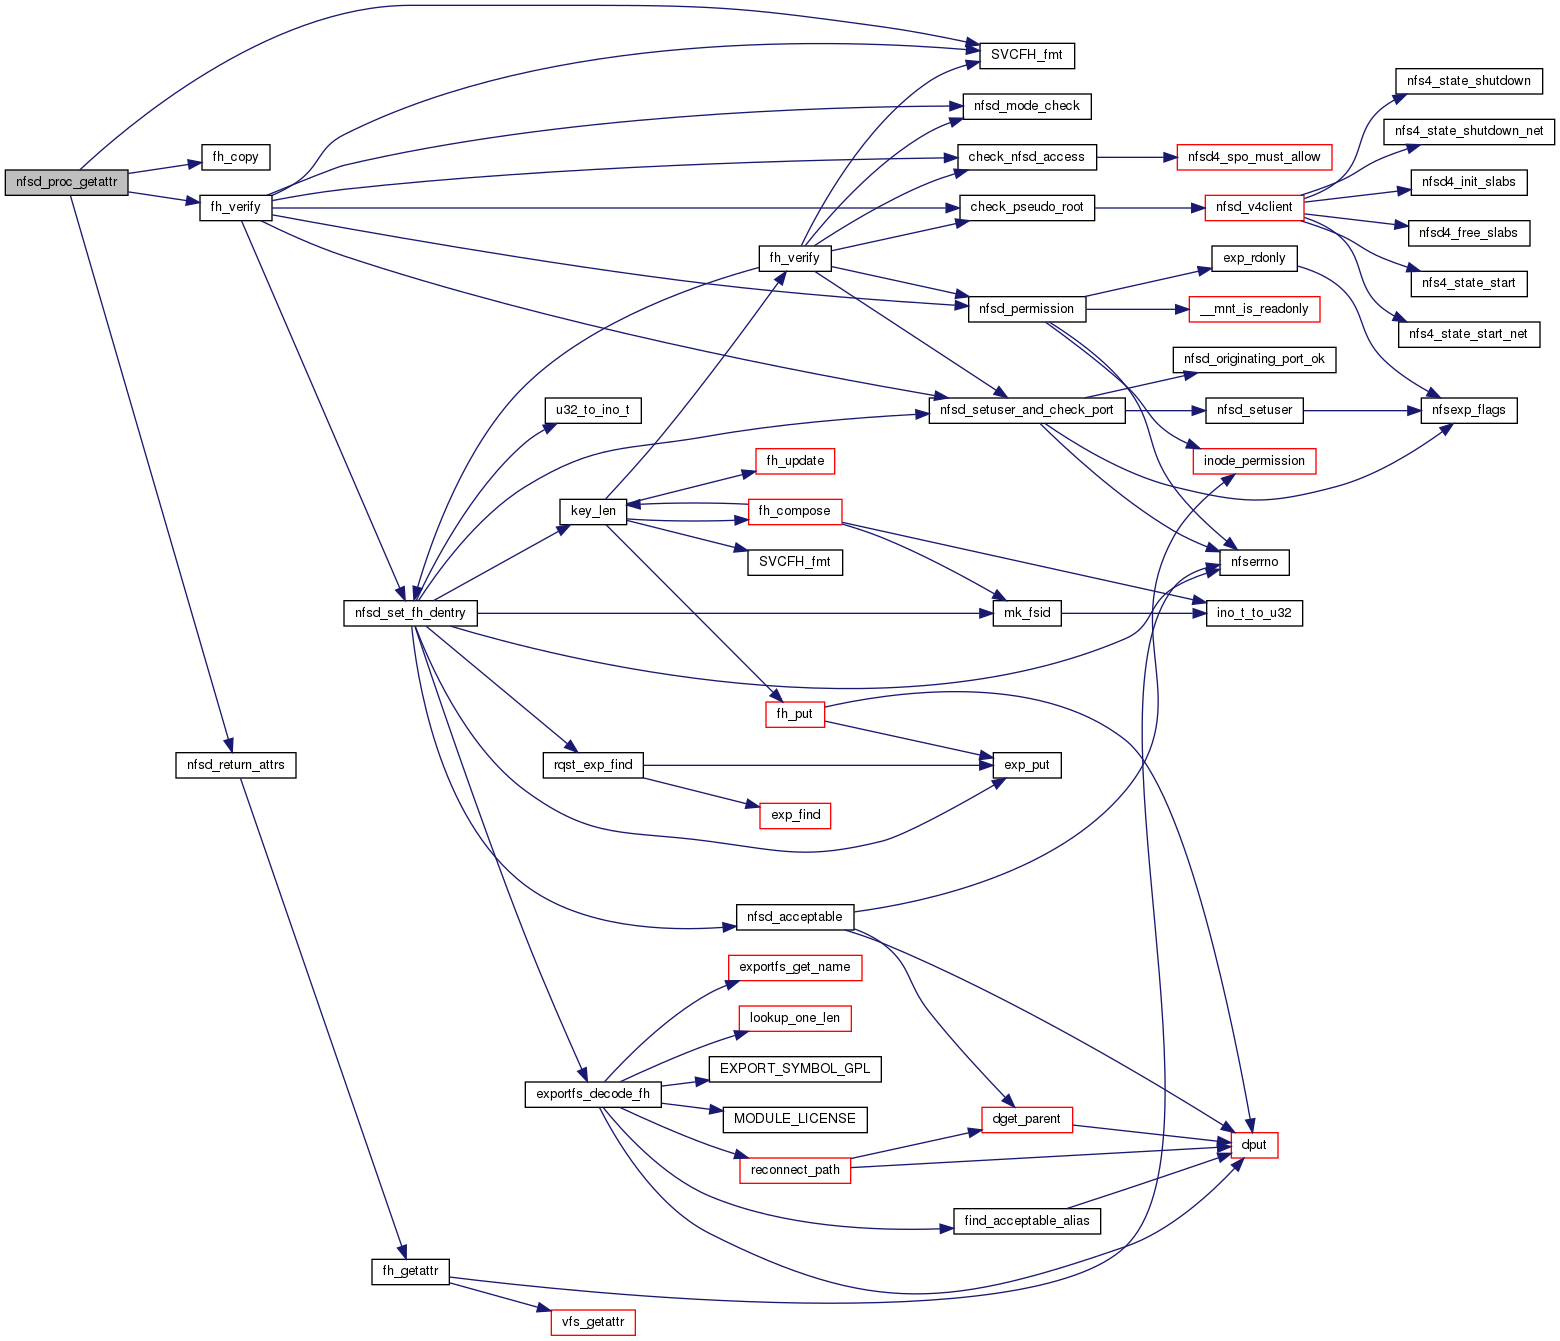 nfsd_proc_getattr
fh_copy
fh_verify
nfsd_return_attrs
nfsd_set_fh_dentry
fh_getattr
u32_to_ino_t
key_len
rqst_exp_find
exportfs_decode_fh
vfs_getattr
fh_verify
fh_update
fh_compose
SVCFH_fmt
fh_put
exp_find
nfsd_acceptable
exportfs_get_name
lookup_one_len
EXPORT_SYMBOL_GPL
MODULE_LICENSE
reconnect_path
SVCFH_fmt
nfsd_mode_check
check_nfsd_access
check_pseudo_root
nfsd_permission
nfsd_setuser_and_check_port
mk_fsid
exp_put
dget_parent
find_acceptable_alias
nfsd4_spo_must_allow
nfsd_v4client
exp_rdonly
__mnt_is_readonly
nfsd_originating_port_ok
nfsd_setuser
inode_permission
nfserrno
ino_t_to_u32
dput
nfs4_state_shutdown
nfs4_state_shutdown_net
nfsd4_init_slabs
nfsd4_free_slabs
nfs4_state_start
nfs4_state_start_net
nfsexp_flags